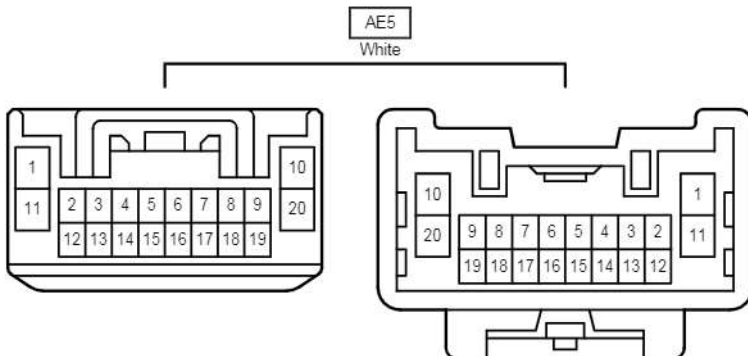 AE5
White
1 10
11 2 3 4 5 6 7 8 9 20
12 13 14 15 16 17 18 19
10 1
20 9 8 7 6 5 4 3 2 11
19 18 17 16 15 14 13 12